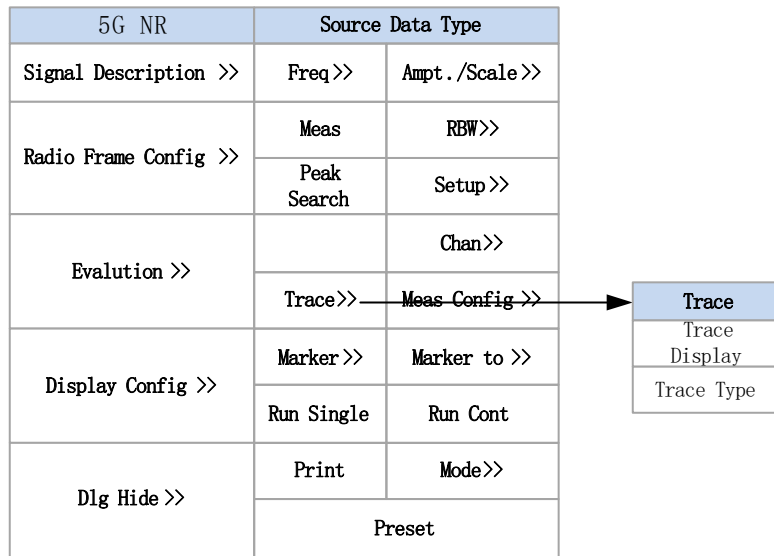 5G NR
Source Data Type
Signal Description >>
Freq>>
Ampt./Scale>>
Radio Frame Config >>
Meas
RBW>>
Peak
Search
Setup>>
Evalution >>
Chan>>
Trace>>
Meas Config >>
Display Config >>
Marker>>
Marker to >>
Run Single
Run Cont
Dlg Hide >>
Print
Mode>>
Preset
Trace
Trace
Display
Trace Type